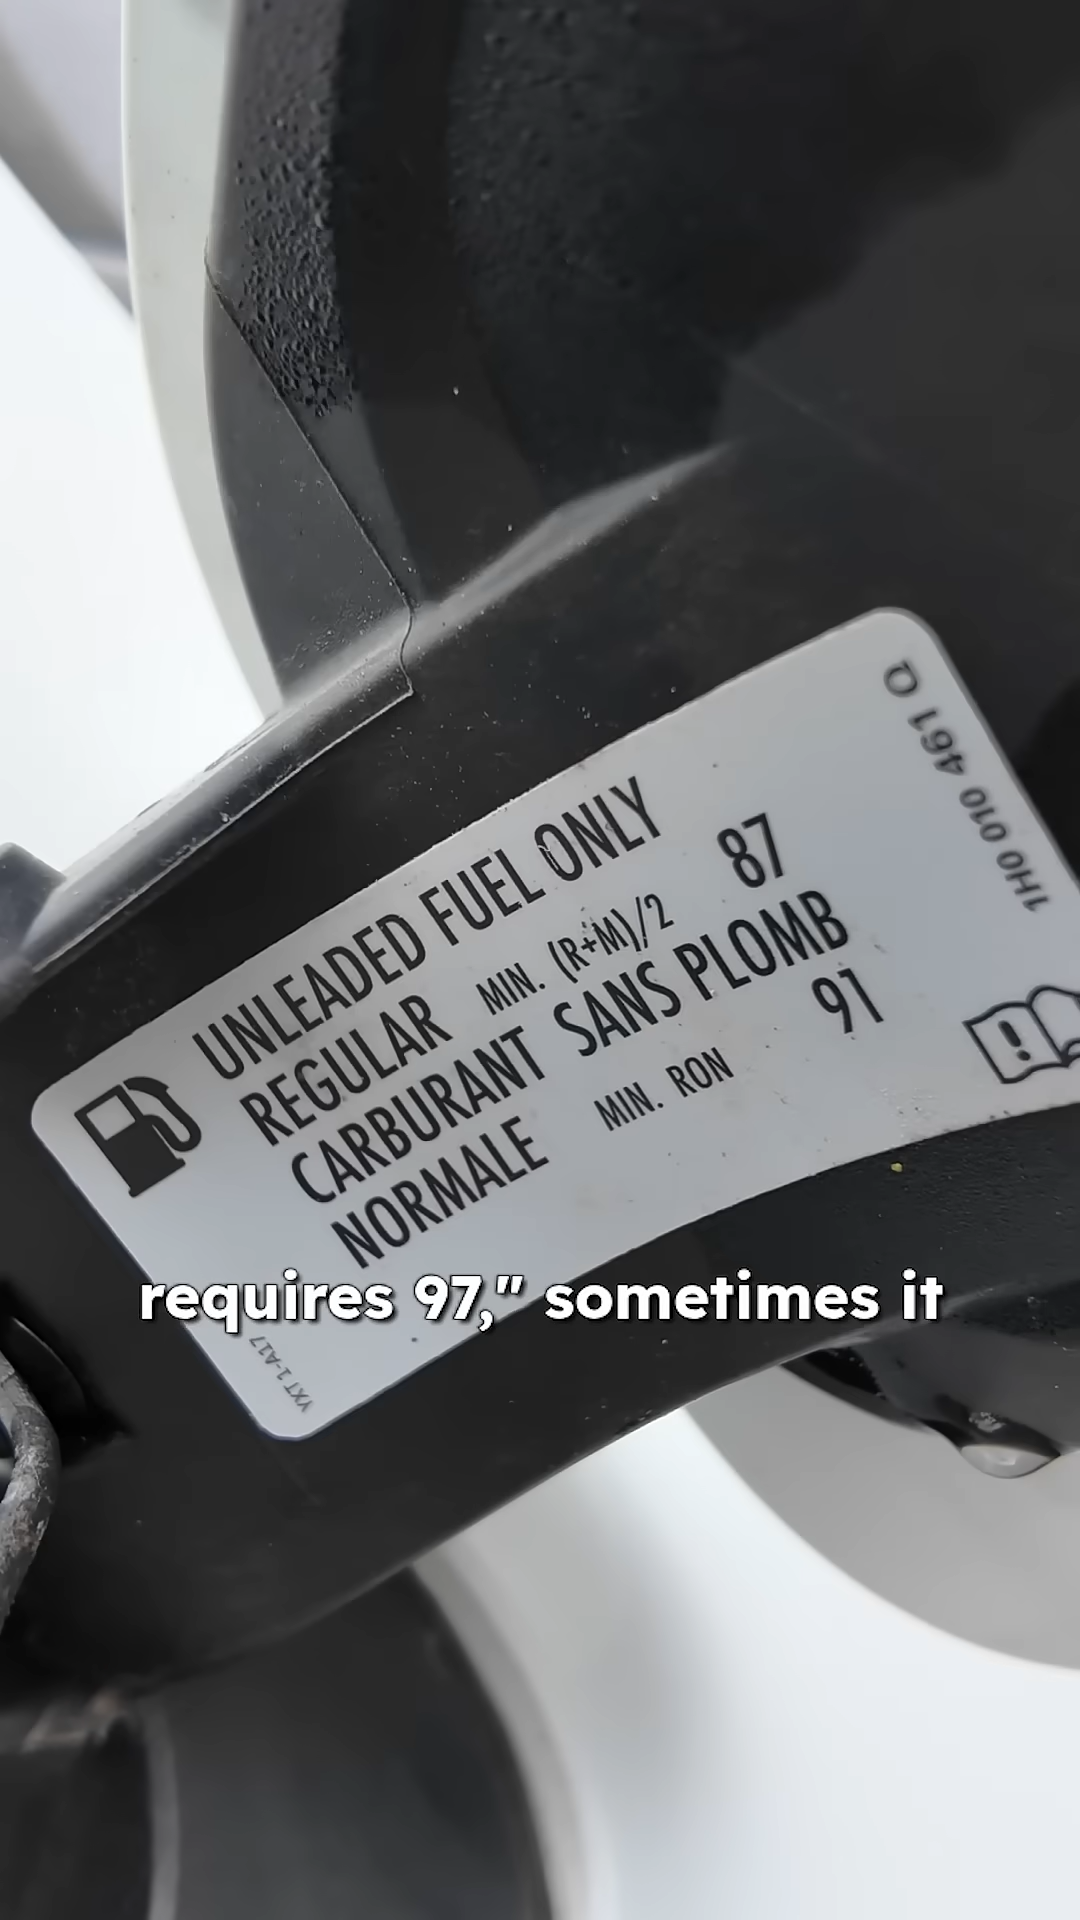 UNLEADED FUEL ONLY
REGULAR MIN. (R+M)/2 87
CARBURANT SANS PLOMB
NORMALE MIN. RON 91
1H0 010 461 Q
YXT 1-A17
requires 97," sometimes it